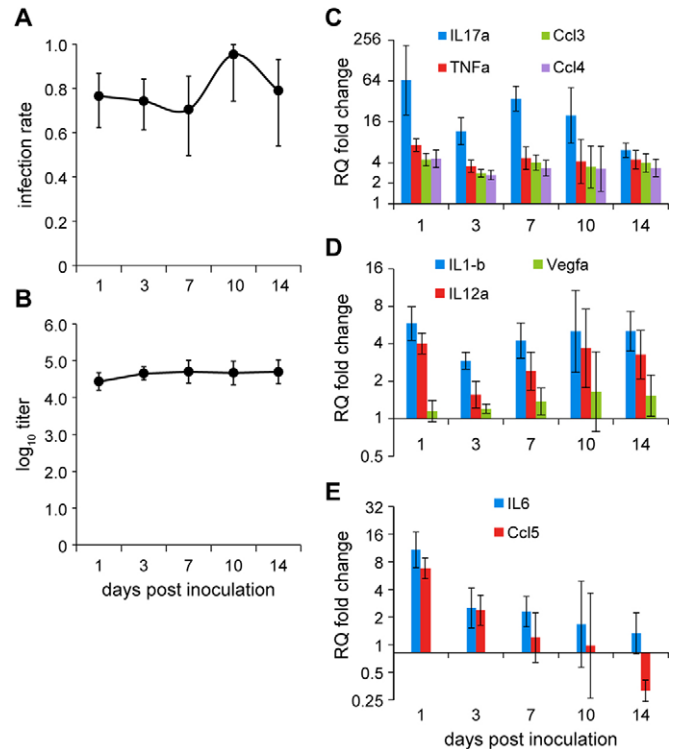 A
infection rate
1.0
0.8
0.6
0.4
0.2
0
1 3 7 10 14
B
log10 titer
6.0
5.0
4.0
3.0
2.0
1.0
0.0
1 3 7 10 14
days post inoculation
C
IL17a Ccl3
TNFa Ccl4
RQ fold change
256
64
16
4
2
1
1 3 7 10 14
D
IL1-b Vegfa
IL12a
RQ fold change
16
4
2
1
0.5
1 3 7 10 14
E
IL6
Ccl5
RQ fold change
32
16
8
4
2
1
0.5
0.25
1 3 7 10 14
days post inoculation